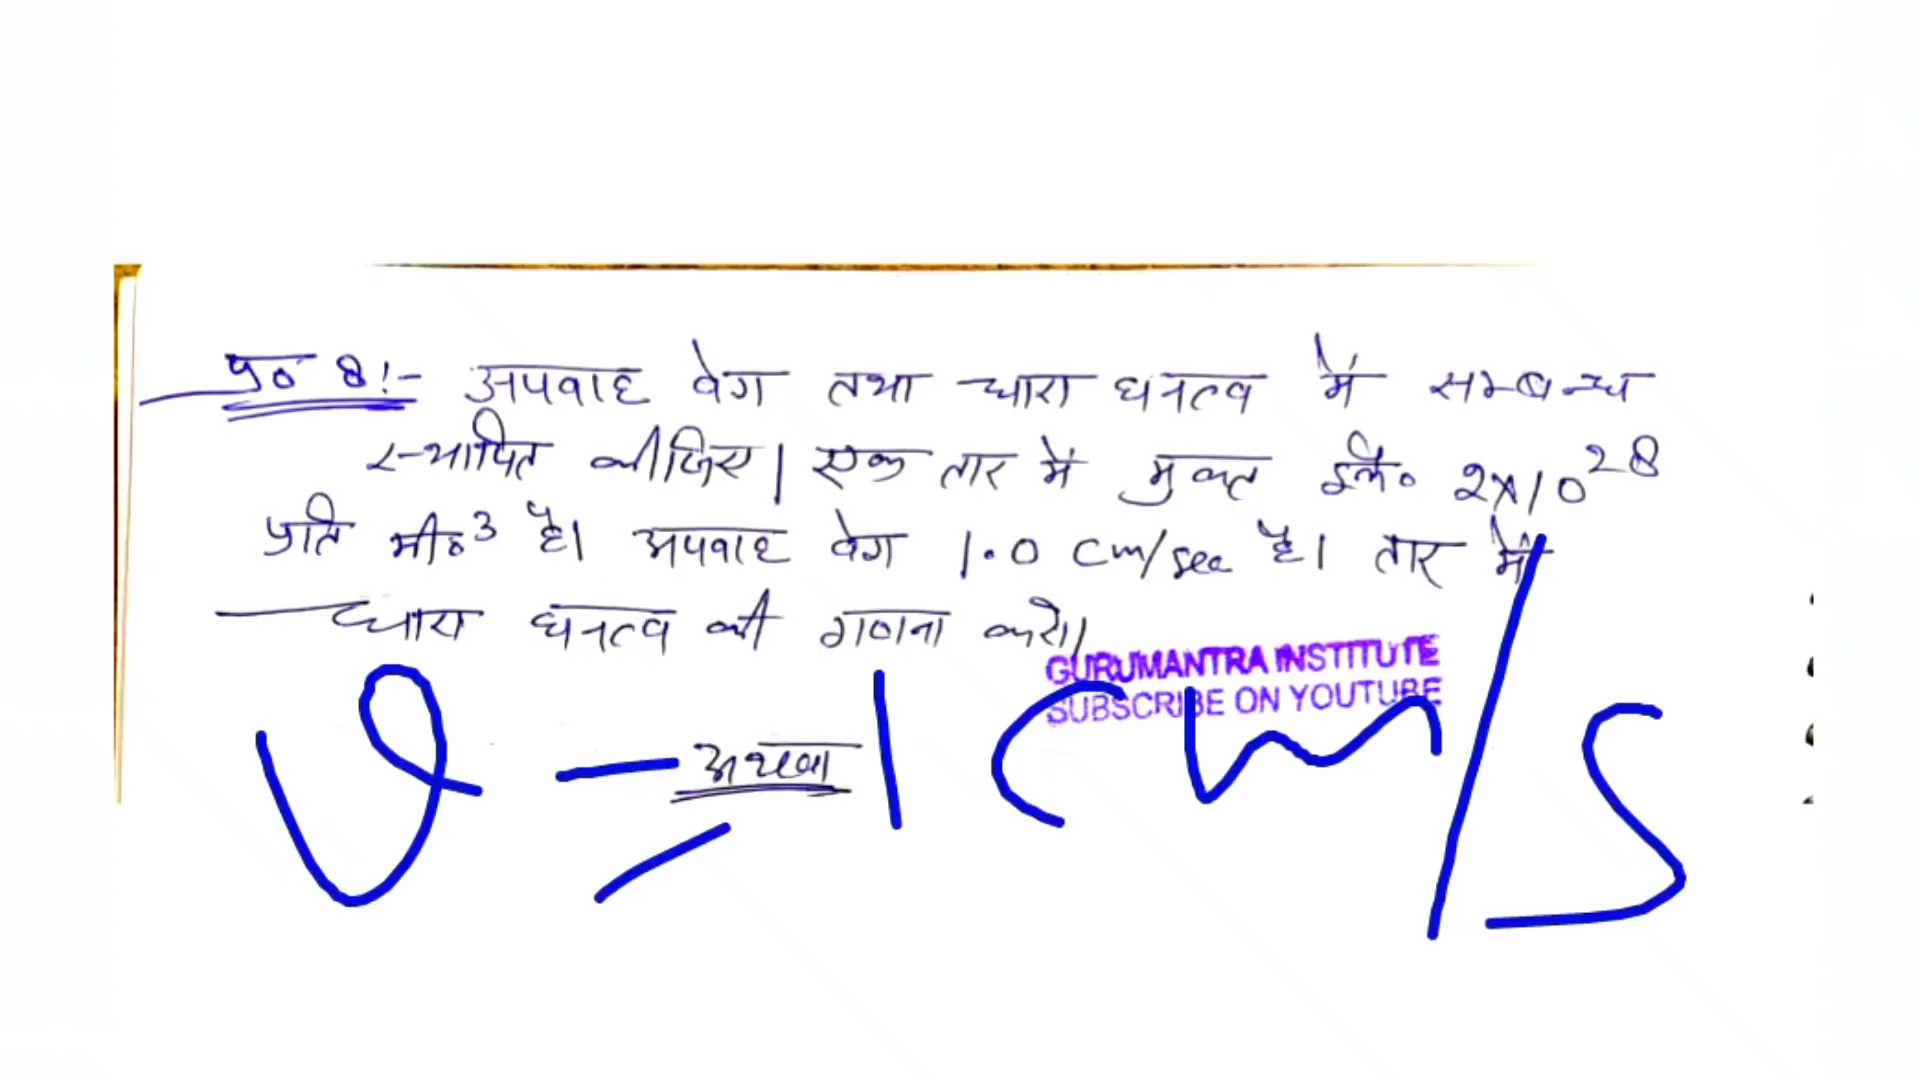 प्र० 8:- अपवाह वेग तथा धारा घनत्व में सम्बन्ध
स्थापित कीजिए। एक तार में मुक्त इले० 2×10²⁸
प्रति मी०³ है। अपवाह वेग 1.0 cm/sec है। तार में
धारा घनत्व की गणना करो।
GURUMANTRA INSTITUTE
SUBSCRIBE ON YOUTUBE
अथवा
v = 1 cm/s